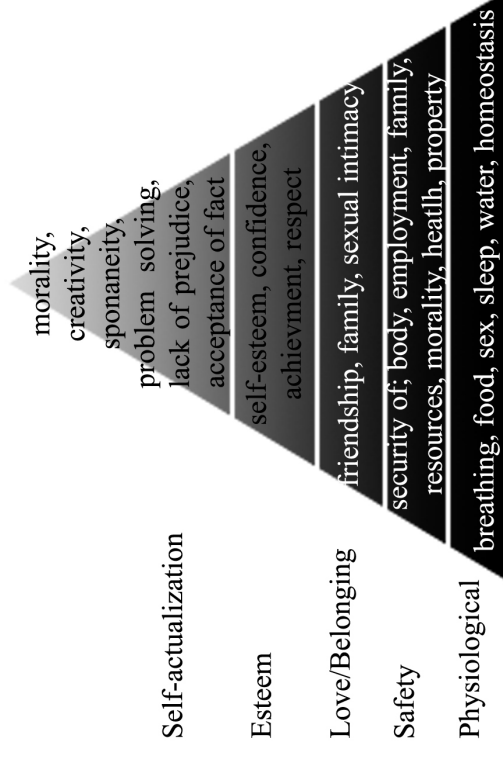 morality,
creativity,
sponaneity,
problem solving,
lack of prejudice,
acceptance of fact
Self-actualization
self-esteem, confidence,
achievment, respect
Esteem
friendship, family, sexual intimacy
Love/Belonging
security of; body, employment, family,
resources, morality, heatlh, property
Safety
breathing, food, sex, sleep, water, homeostasis
Physiological